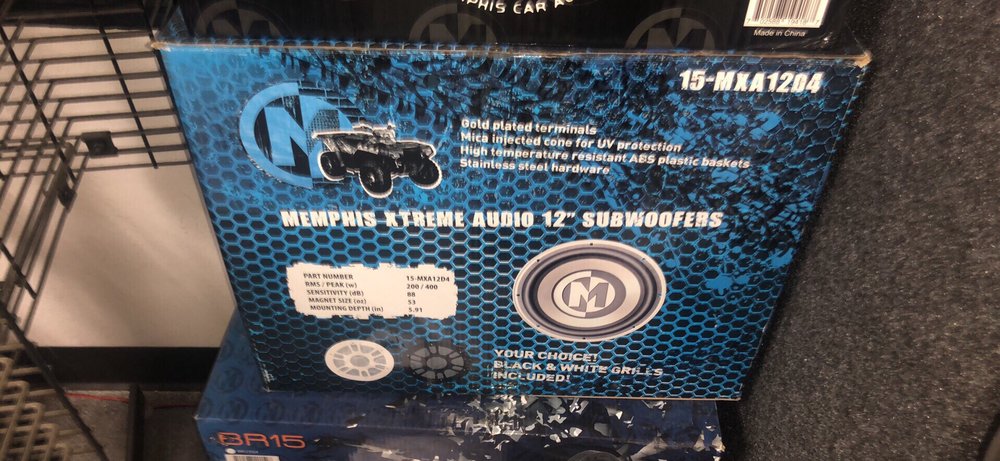 MPHIS CAR AU
Made in China
15-MXA12D4
Gold plated terminals
Mica injected cone for UV protection
High temperature resistant ABS plastic baskets
Stainless steel hardware
MEMPHIS XTREME AUDIO 12" SUBWOOFERS
PART NUMBER 15-MXA12D4
RMS / PEAK (w) 200 / 400
SENSITIVITY (dB) 88
MAGNET SIZE (oz) 53
MOUNTING DEPTH (in) 5.91
YOUR CHOICE!
BLACK & WHITE GRILLS
INCLUDED!
BR15